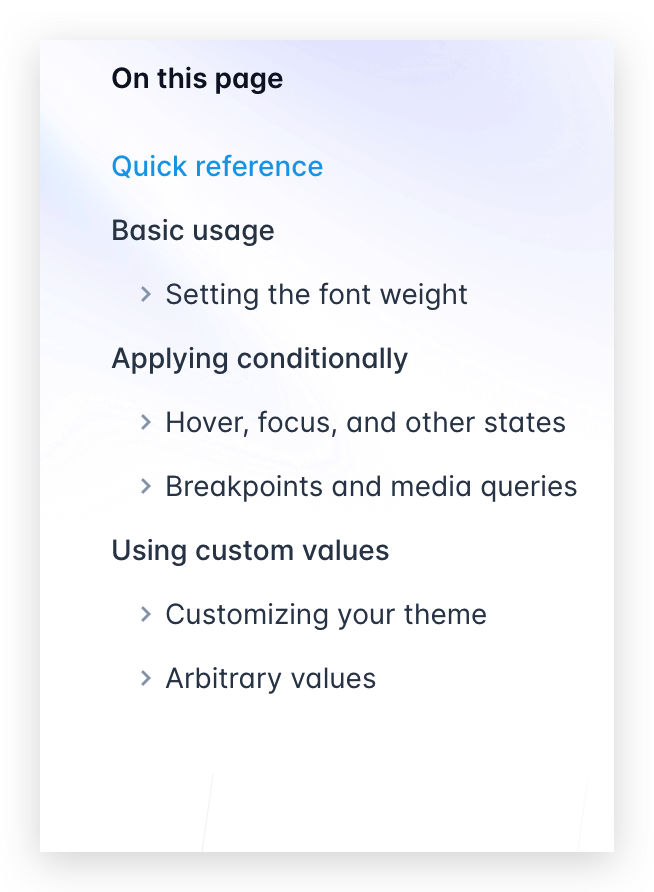 On this page
Quick reference
Basic usage
Setting the font weight
Applying conditionally
Hover, focus, and other states
Breakpoints and media queries
Using custom values
Customizing your theme
Arbitrary values